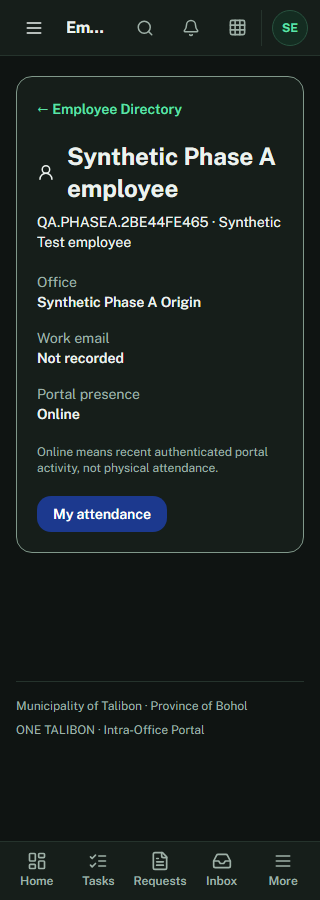 Em...
SE
← Employee Directory
Synthetic Phase A
employee
QA.PHASEA.2BE44FE465 · Synthetic
Test employee
Office
Synthetic Phase A Origin
Work email
Not recorded
Portal presence
Online
Online means recent authenticated portal
activity, not physical attendance.
My attendance
Municipality of Talibon · Province of Bohol
ONE TALIBON · Intra-Office Portal
Home Tasks Requests Inbox More